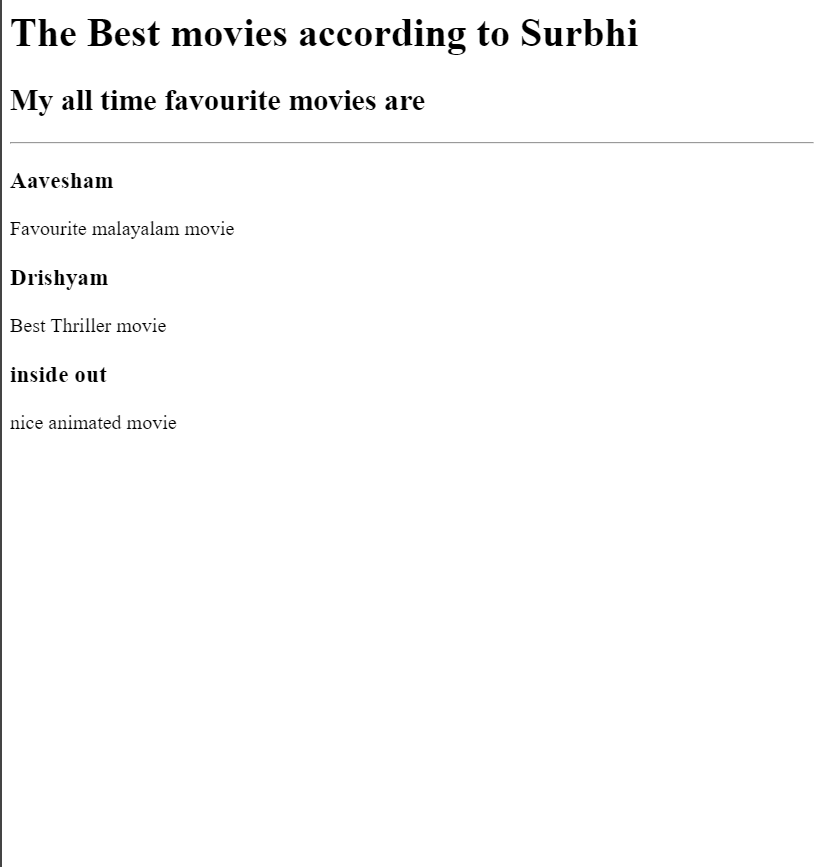 The Best movies according to Surbhi
My all time favourite movies are
Aavesham
Favourite malayalam movie
Drishyam
Best Thriller movie
inside out
nice animated movie